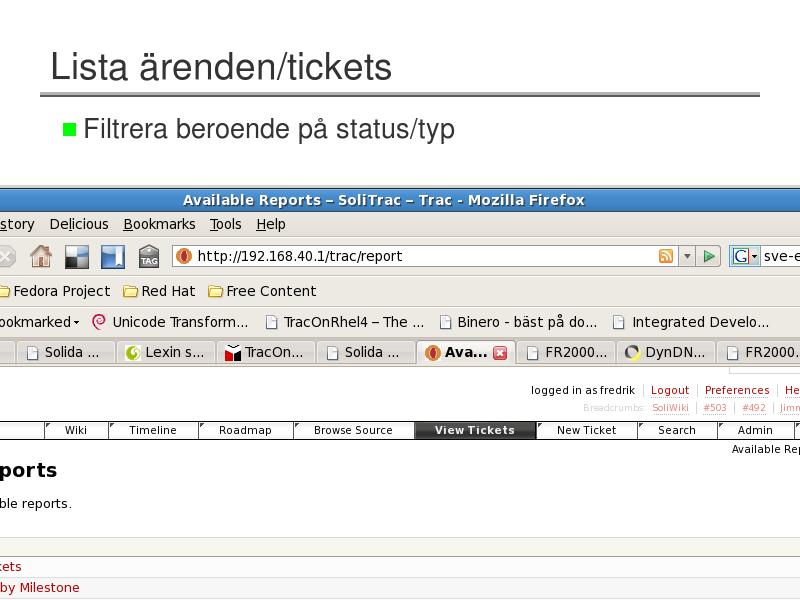 Lista ärenden/tickets
Filtrera beroende på status/typ
Available Reports – SoliTrac – Trac - Mozilla Firefox
story Delicious Bookmarks Tools Help
TAG http://192.168.40.1/trac/report G sve-e
Fedora Project Red Hat Free Content
ookmarked Unicode Transform... TracOnRhel4 – The ... Binero - bäst på do... Integrated Develo...
Solida ... Lexin s... TracOn... Solida ... Ava... FR2000... DynDN... FR2000.
logged in as fredrik Logout Preferences He
Breadcrumbs: SoliWiki #503 #492 Jimm
Wiki Timeline Roadmap Browse Source View Tickets New Ticket Search Admin
Available Rep
ports
ble reports.
kets
by Milestone